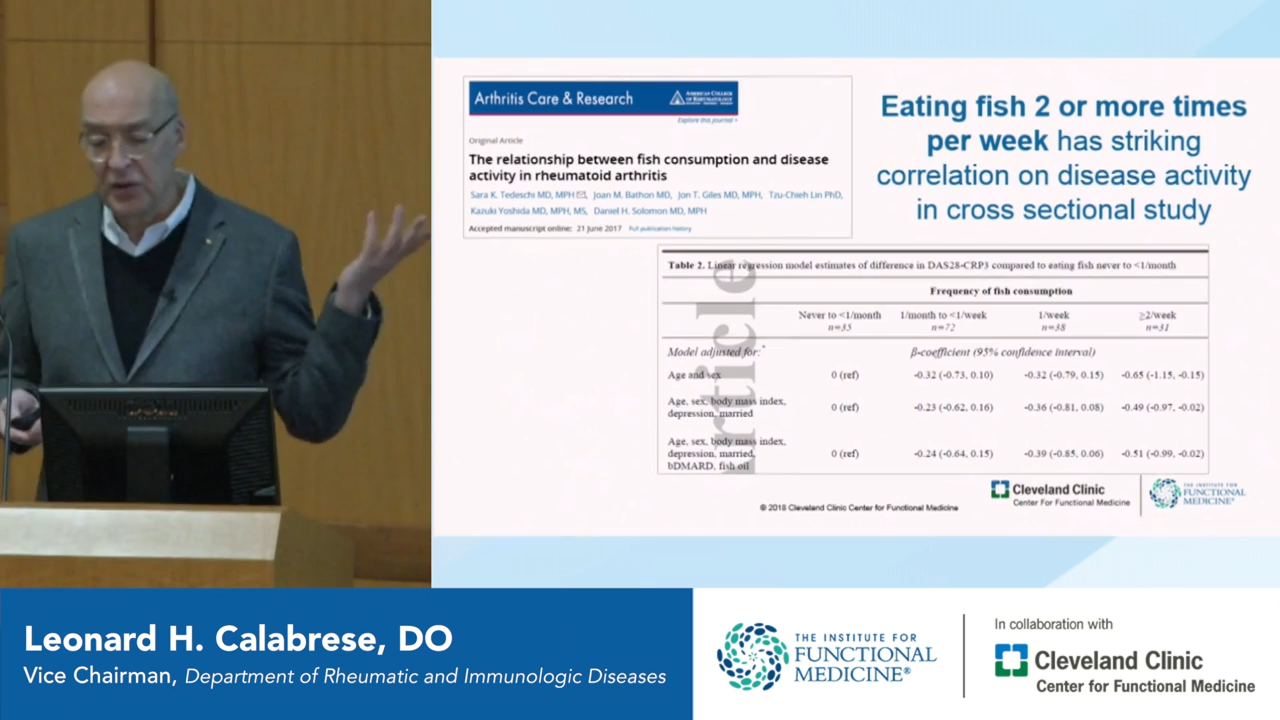 Arthritis Care & Research
AMERICAN COLLEGE
OF RHEUMATOLOGY
Explore this journal >
Original Article
The relationship between fish consumption and disease
activity in rheumatoid arthritis
Sara K. Tedeschi MD, MPH, Joan M. Bathon MD, Jon T. Giles MD, MPH, Tzu-Chieh Lin PhD,
Kazuki Yoshida MD, MPH, MS, Daniel H. Solomon MD, MPH
Accepted manuscript online: 21 June 2017 Full publication history
Eating fish 2 or more times
per week has striking
correlation on disease activity
in cross sectional study
rticle
Table 2. Linear regression model estimates of difference in DAS28-CRP3 compared to eating fish never to <1/month
Frequency of fish consumption
Never to <1/month 1/month to <1/week 1/week ≥2/week
n=35 n=72 n=38 n=31
Model adjusted for:* β-coefficient (95% confidence interval)
Age and sex 0 (ref) -0.32 (-0.73, 0.10) -0.32 (-0.79, 0.15) -0.65 (-1.15, -0.15)
Age, sex, body mass index,
depression, married 0 (ref) -0.23 (-0.62, 0.16) -0.36 (-0.81, 0.08) -0.49 (-0.97, -0.02)
Age, sex, body mass index,
depression, married,
bDMARD, fish oil 0 (ref) -0.24 (-0.64, 0.15) -0.39 (-0.85, 0.06) -0.51 (-0.99, -0.02)
© 2018 Cleveland Clinic Center for Functional Medicine
Cleveland Clinic
Center for Functional Medicine
THE INSTITUTE FOR
FUNCTIONAL
MEDICINE®
Leonard H. Calabrese, DO
Vice Chairman, Department of Rheumatic and Immunologic Diseases
THE INSTITUTE FOR
FUNCTIONAL
MEDICINE®
In collaboration with
Cleveland Clinic
Center for Functional Medicine